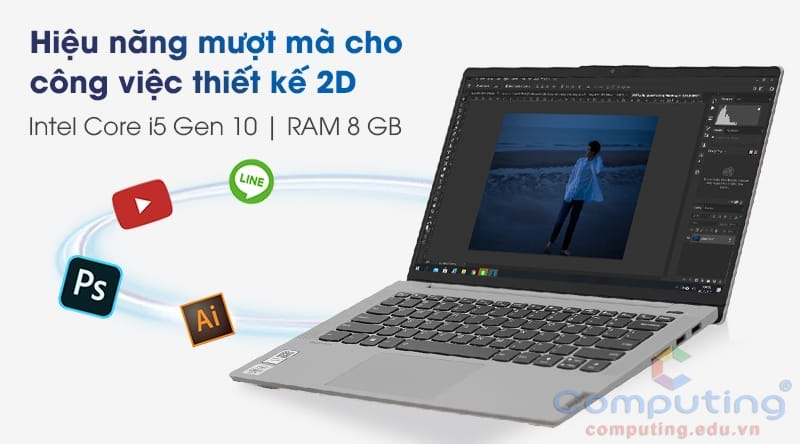 Hiệu năng mượt mà cho
công việc thiết kế 2D
Intel Core i5 Gen 10 | RAM 8 GB
LINE
Ps
Ai
Computing
computing.edu.vn